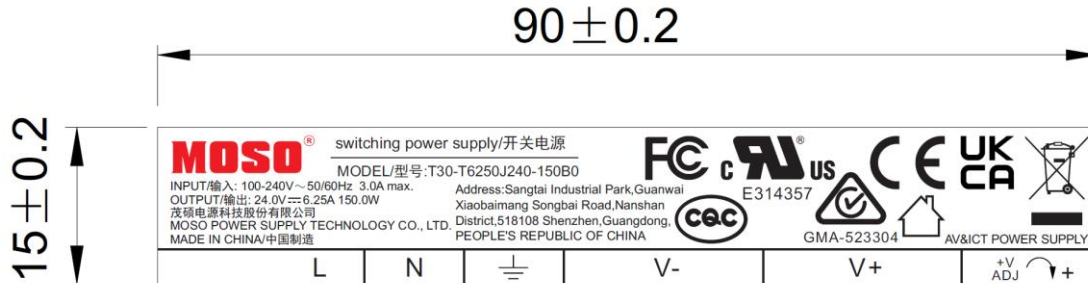 90±0.2
15±0.2
MOSO®
switching power supply/开关电源
MODEL/型号:T30-T6250J240-150B0
INPUT/输入: 100-240V～50/60Hz 3.0A max.
OUTPUT/输出: 24.0V⎓6.25A 150.0W
茂硕电源科技股份有限公司
MOSO POWER SUPPLY TECHNOLOGY CO., LTD.
MADE IN CHINA/中国制造
Address:Sangtai Industrial Park,Guanwai
Xiaobaimang Songbai Road,Nanshan
District,518108 Shenzhen,Guangdong,
PEOPLE'S REPUBLIC OF CHINA
FC
c RU® US
E314357
CQC
CE
UK
CA
GMA-523304
AV&ICT POWER SUPPLY
L
N
V-
V+
+V
ADJ
+